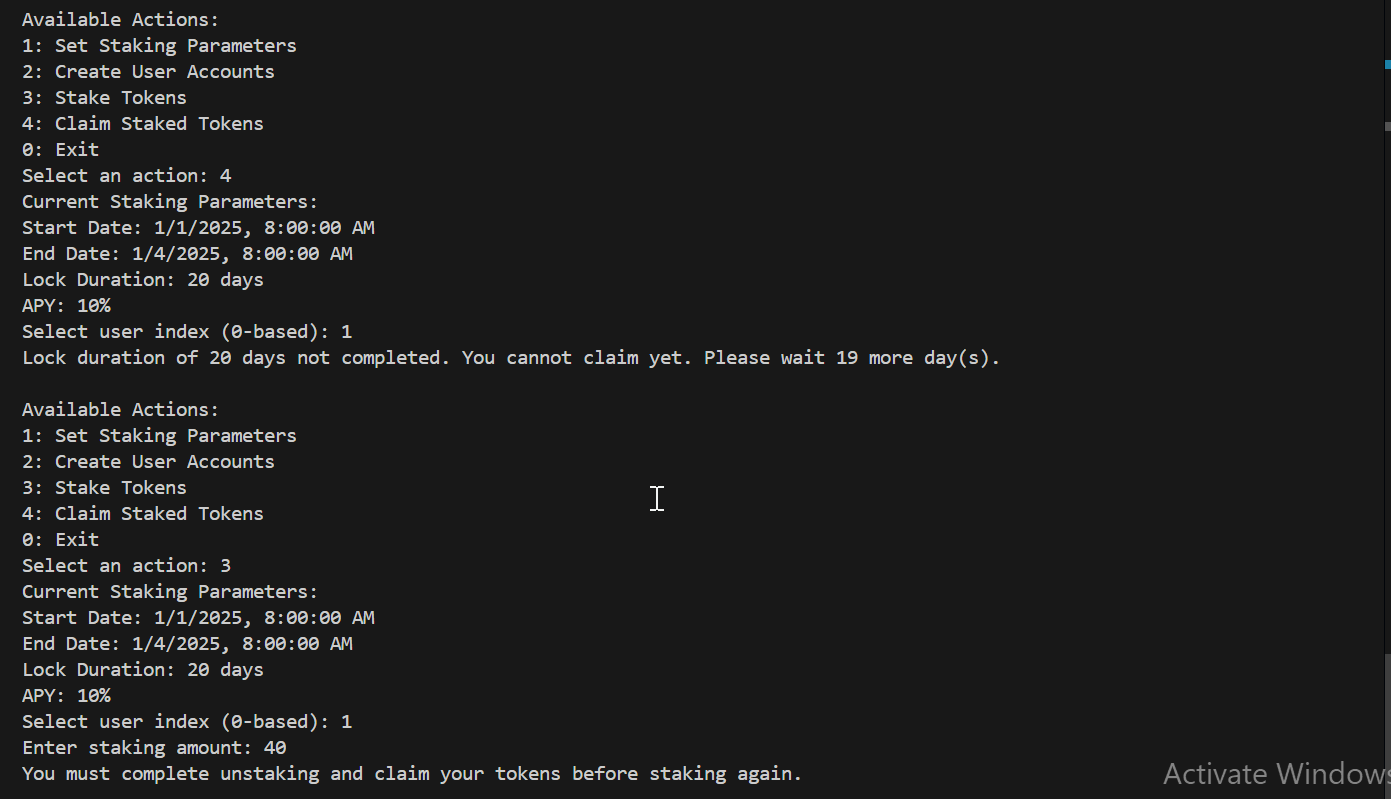 Available Actions:
1: Set Staking Parameters
2: Create User Accounts
3: Stake Tokens
4: Claim Staked Tokens
0: Exit
Select an action: 4
Current Staking Parameters:
Start Date: 1/1/2025, 8:00:00 AM
End Date: 1/4/2025, 8:00:00 AM
Lock Duration: 20 days
APY: 10%
Select user index (0-based): 1
Lock duration of 20 days not completed. You cannot claim yet. Please wait 19 more day(s).
Available Actions:
1: Set Staking Parameters
2: Create User Accounts
3: Stake Tokens
4: Claim Staked Tokens
0: Exit
Select an action: 3
Current Staking Parameters:
Start Date: 1/1/2025, 8:00:00 AM
End Date: 1/4/2025, 8:00:00 AM
Lock Duration: 20 days
APY: 10%
Select user index (0-based): 1
Enter staking amount: 40
You must complete unstaking and claim your tokens before staking again.
Activate Windows